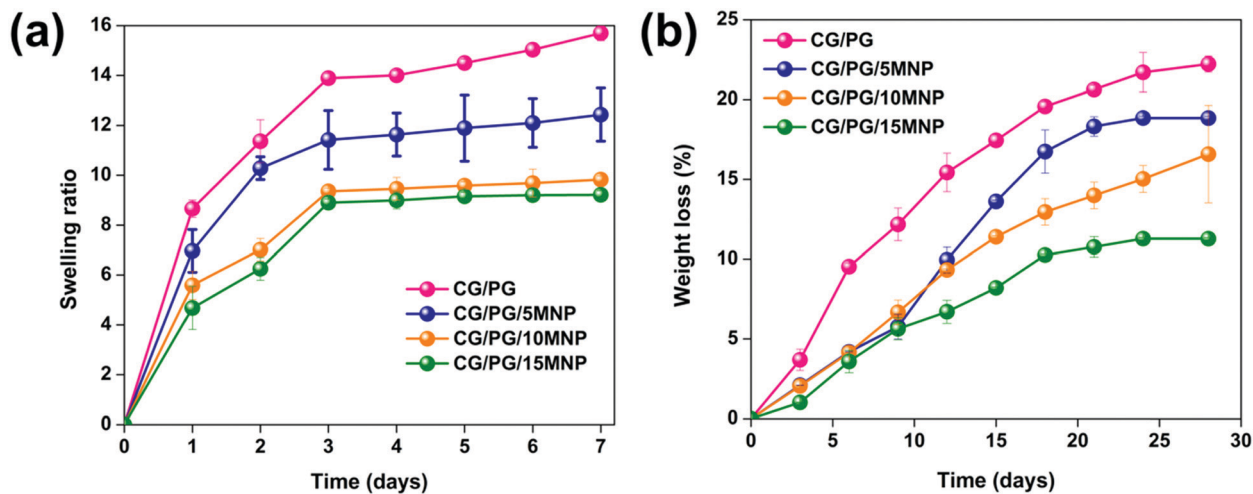 (a)
Swelling ratio
16
14
12
10
8
6
4
2
0
CG/PG
CG/PG/5MNP
CG/PG/10MNP
CG/PG/15MNP
0 1 2 3 4 5 6 7
Time (days)
(b)
Weight loss (%)
25
20
15
10
5
0
CG/PG
CG/PG/5MNP
CG/PG/10MNP
CG/PG/15MNP
0 5 10 15 20 25 30
Time (days)